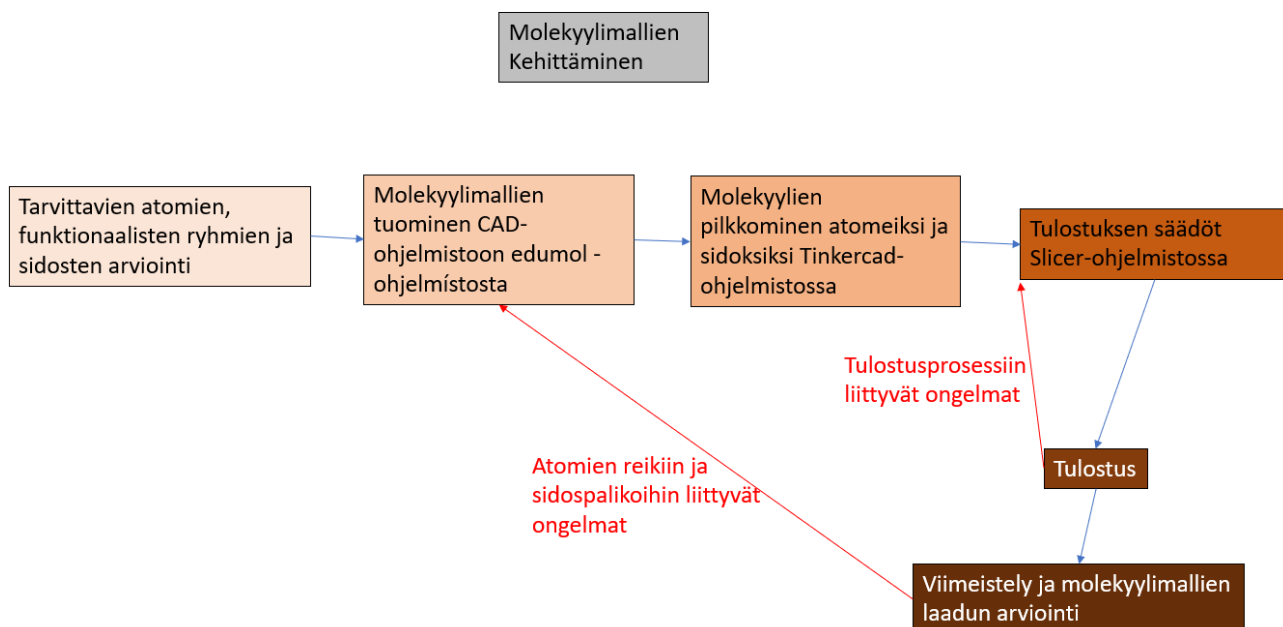 Molekyylimallien
Kehittäminen
Tarvittavien atomien,
funktionaalisten ryhmien ja
sidosten arviointi
Molekyylimallien
tuominen CAD-
ohjelmistoon edumol -
ohjelmístosta
Molekyylien
pilkkominen atomeiksi ja
sidoksiksi Tinkercad-
ohjelmistossa
Tulostuksen säädöt
Slicer-ohjelmistossa
Tulostusprosessiin
liittyvät ongelmat
Atomien reikiin ja
sidospalikoihin liittyvät
ongelmat
Tulostus
Viimeistely ja molekyylimallien
laadun arviointi